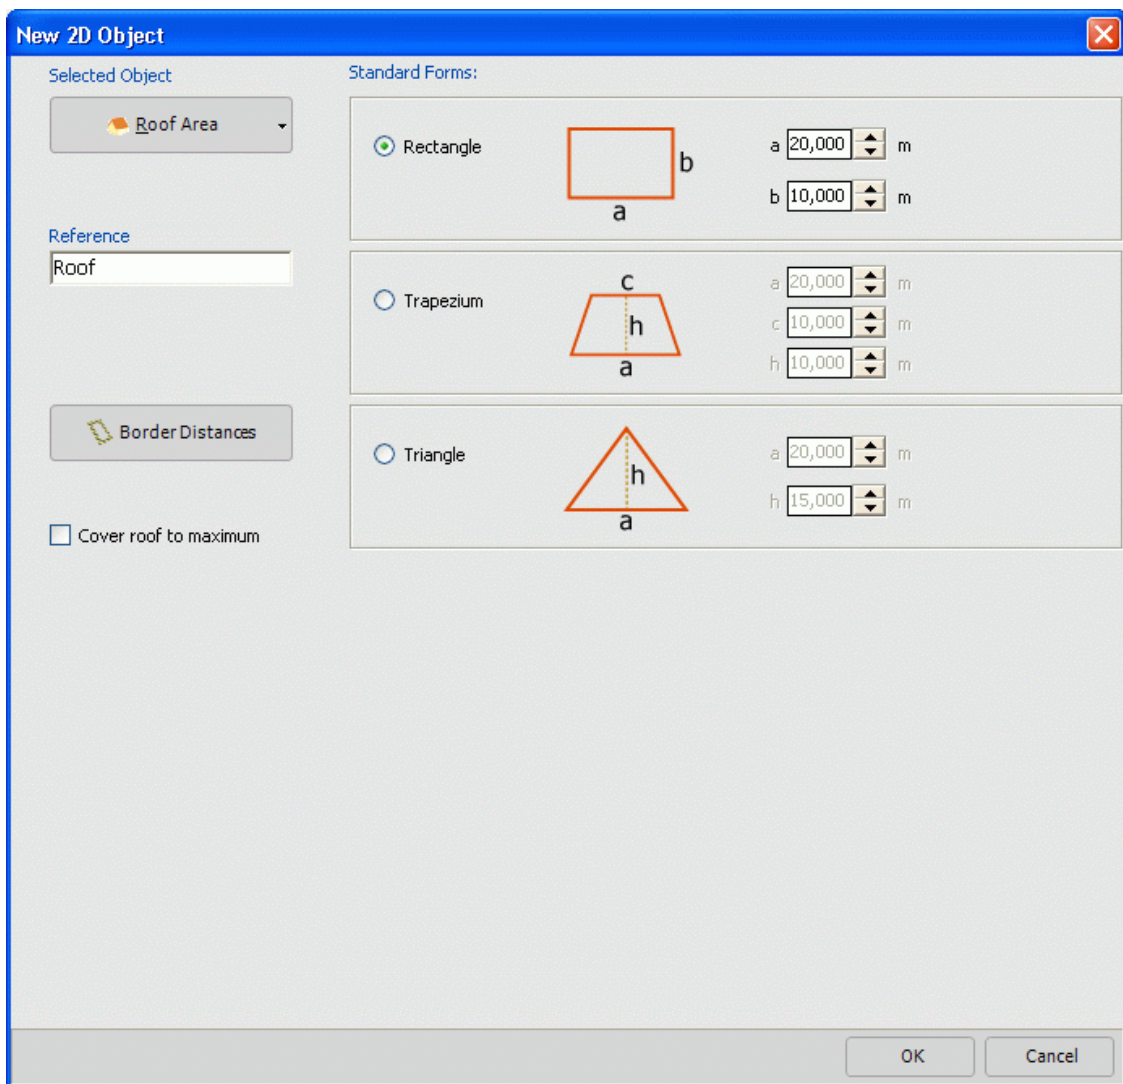 New 2D Object
Selected Object
Roof Area
Reference
Roof
Border Distances
Cover roof to maximum
Standard Forms:
Rectangle
b
a
a 20,000 m
b 10,000 m
Trapezium
c
h
a
a 20,000 m
c 10,000 m
h 10,000 m
Triangle
h
a
a 20,000 m
h 15,000 m
OK Cancel